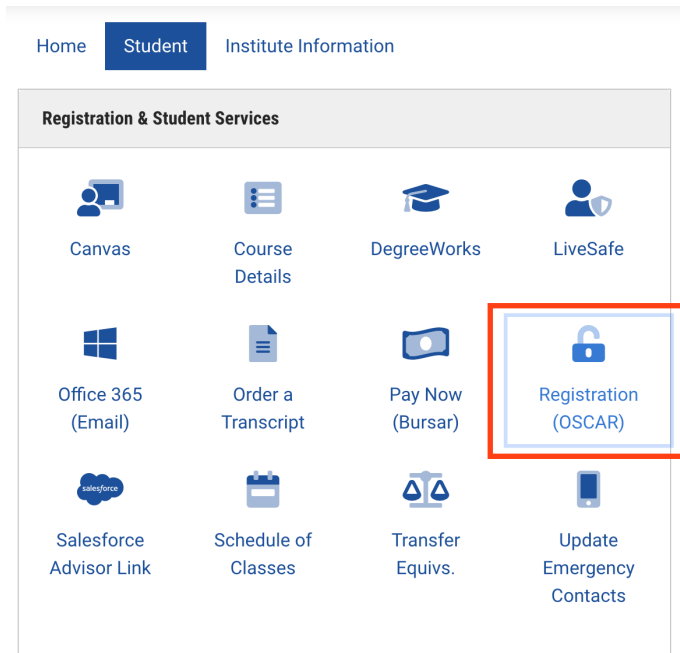 Home Student Institute Information
Registration & Student Services
Canvas Course Details DegreeWorks LiveSafe
Office 365 (Email) Order a Transcript Pay Now (Bursar) Registration (OSCAR)
salesforce
Salesforce Advisor Link Schedule of Classes Transfer Equivs. Update Emergency Contacts